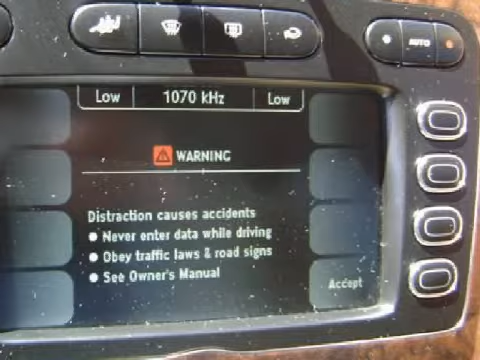 AUTO
Low 1070 kHz Low
WARNING
Distraction causes accidents
● Never enter data while driving
● Obey traffic laws & road signs
● See Owner's Manual
Accept